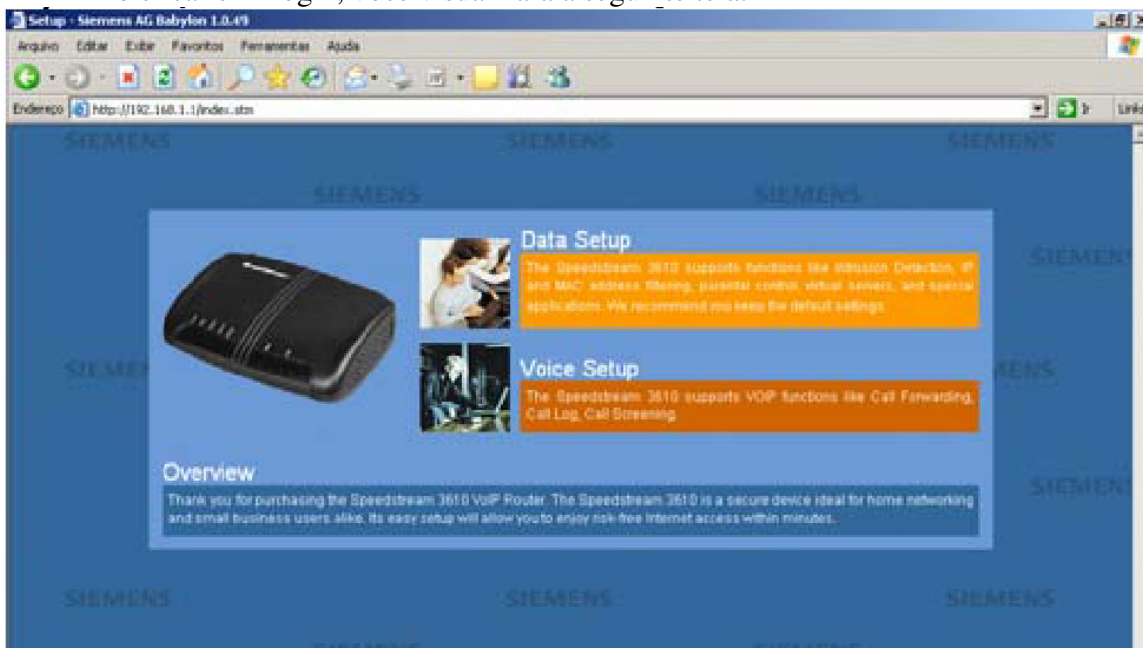 Setup - Siemens AG Babylon 1.0.49
Arquivo Editar Exibir Favoritos Ferramentas Ajuda
Endereço http://192.168.1.1/index.stm Ir Links
SIEMENS SIEMENS SIEMENS
SIEMENS SIEMENS
Data Setup
The Speedstream 3610 supports functions like Intrusion Detection, IP
and MAC address filtering, parental control, virtual servers, and special
applications. We recommend you keep the default settings.
SIEMENS
Voice Setup
The Speedstream 3610 supports VOIP functions like Call Forwarding,
Call Log, Call Screening.
Overview
Thank you for purchasing the Speedstream 3610 VoIP Router. The Speedstream 3610 is a secure device ideal for home networking
and small business users alike. Its easy setup will allow you to enjoy risk-free Internet access within minutes.
SIEMENS
SIEMENS SIEMENS SIEMENS